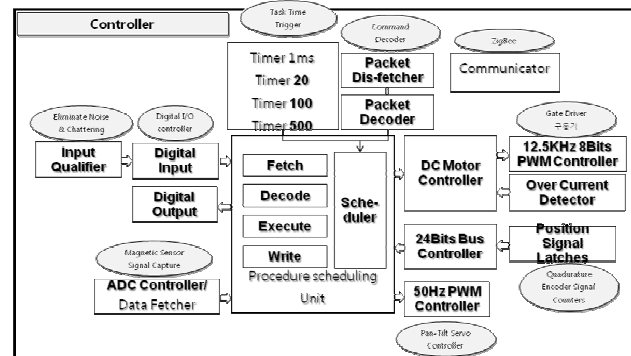 Controller
Task Time
Trigger
Command
Decoder
ZigBee
Timer 1ms
Timer 20
Timer 100
Timer 500
Packet
Dis-fetcher
Packet
Decoder
Communicator
Eliminate Noise
& Chattering
Digital I/O
controller
Gate Driver
구동기
Input
Qualifier
Digital
Input
Digital
Output
Fetch
Decode
Execute
Write
Sche-
duler
Procedure scheduling
Unit
DC Motor
Controller
12.5KHz 8Bits
PWM Controller
Over Current
Detector
24Bits Bus
Controller
Position
Signal
Latches
Magnetic Sensor
Signal Capture
ADC Controller/
Data Fetcher
50Hz PWM
Controller
Quadurature
Encoder Signal
Counters
Pan-Tilt Servo
Controller